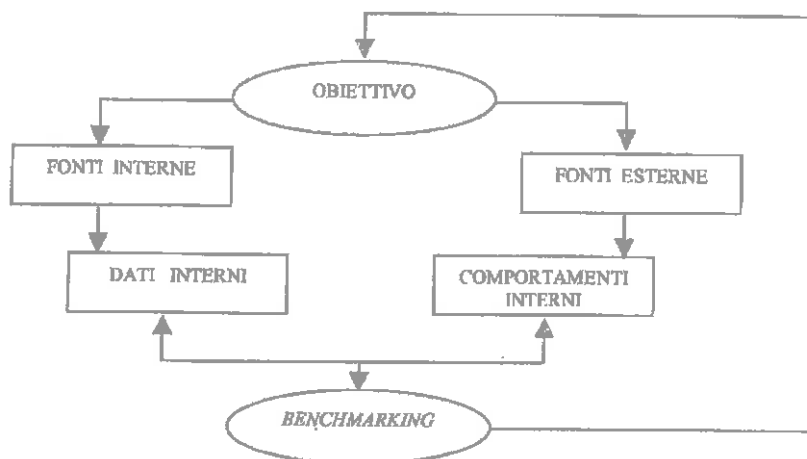 OBIETTIVO
FONTI INTERNE
FONTI ESTERNE
DATI INTERNI
COMPORTAMENTI
INTERNI
BENCHMARKING